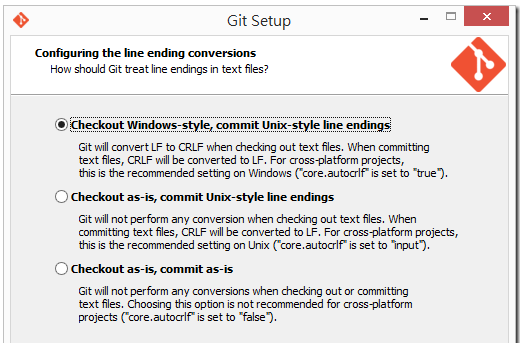 Git Setup
Configuring the line ending conversions
How should Git treat line endings in text files?
Checkout Windows-style, commit Unix-style line endings
Git will convert LF to CRLF when checking out text files. When committing
text files, CRLF will be converted to LF. For cross-platform projects,
this is the recommended setting on Windows ("core.autocrlf" is set to "true").
Checkout as-is, commit Unix-style line endings
Git will not perform any conversion when checking out text files. When
committing text files, CRLF will be converted to LF. For cross-platform projects,
this is the recommended setting on Unix ("core.autocrlf" is set to "input").
Checkout as-is, commit as-is
Git will not perform any conversions when checking out or committing
text files. Choosing this option is not recommended for cross-platform
projects ("core.autocrlf" is set to "false").